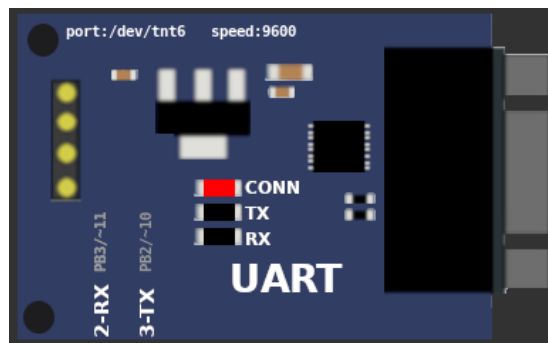 port:/dev/tnt6 speed:9600
CONN
TX
RX
UART
2-RX PB3/~11
3-TX PB2/~10